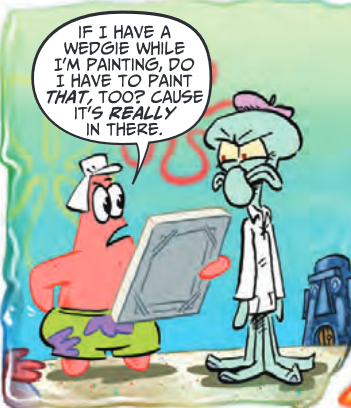 IF I HAVE A
WEDGIE WHILE
I'M PAINTING, DO
I HAVE TO PAINT
THAT, TOO? CAUSE
IT'S REALLY
IN THERE.